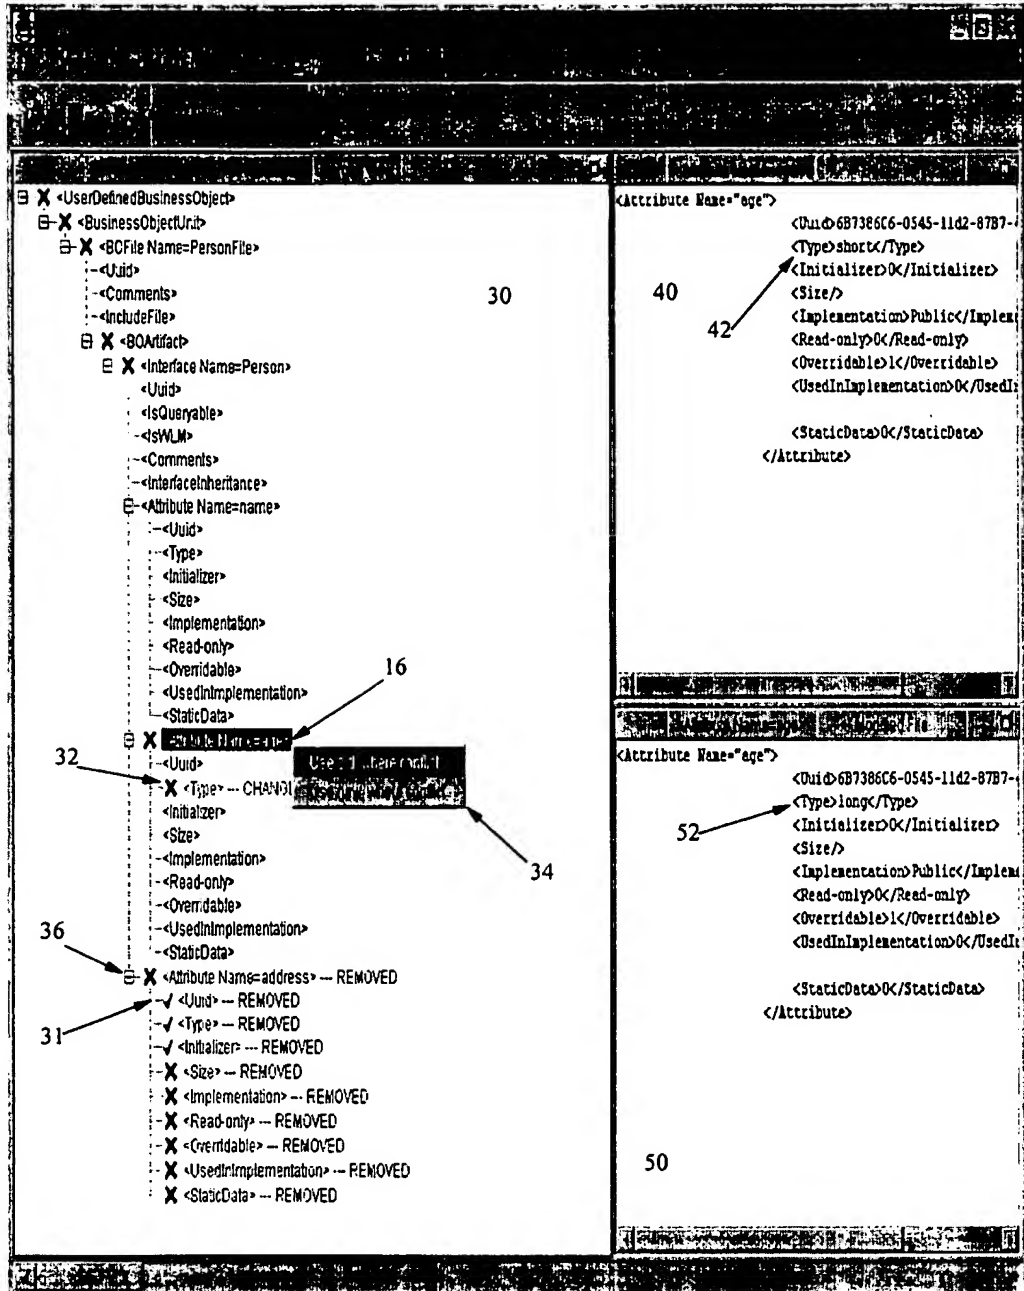 <UserDefinedBusinessObject>
<BusinessObjectUnit>
<BOFile Name=PersonFile>
<Uuid>
<Comments>
<IncludeFile>
30
<BOArtifact>
<Interface Name=Person>
<Uuid>
<IsQueryable>
<IsWLM>
<Comments>
<InterfaceInheritance>
<Attribute Name=name>
<Uuid>
<Type>
<Initializer>
<Size>
<Implementation>
<Read-only>
<Overridable>
16
<UsedInImplementation>
<StaticData>
32
<Uuid>
<Type> --- CHANG
<Initializer>
<Size>
<Implementation>
34
<Read-only>
<Overridable>
<UsedInImplementation>
36
<StaticData>
<Attribute Name=address> --- REMOVED
<Uuid> --- REMOVED
<Type> --- REMOVED
31
<Initializer> --- REMOVED
<Size> --- REMOVED
<Implementation> --- REMOVED
<Read-only> --- REMOVED
<Overridable> --- REMOVED
<UsedInImplementation> --- REMOVED
<StaticData> --- REMOVED
<Attribute Name="age">
<Uuid>6B7386C6-0545-11d2-87B7-
<Type>short</Type>
<Initializer>0</Initializer>
40
<Size/>
<Implementation>Public</Implem
42
<Read-only>0</Read-only>
<Overridable>1</Overridable>
<UsedInImplementation>0</UsedI
<StaticData>0</StaticData>
</Attribute>
<Attribute Name="age">
<Uuid>6B7386C6-0545-11d2-87B7-
<Type>long</Type>
52
<Initializer>0</Initializer>
<Size/>
<Implementation>Public</Implem
<Read-only>0</Read-only>
<Overridable>1</Overridable>
<UsedInImplementation>0</UsedI
<StaticData>0</StaticData>
</Attribute>
50